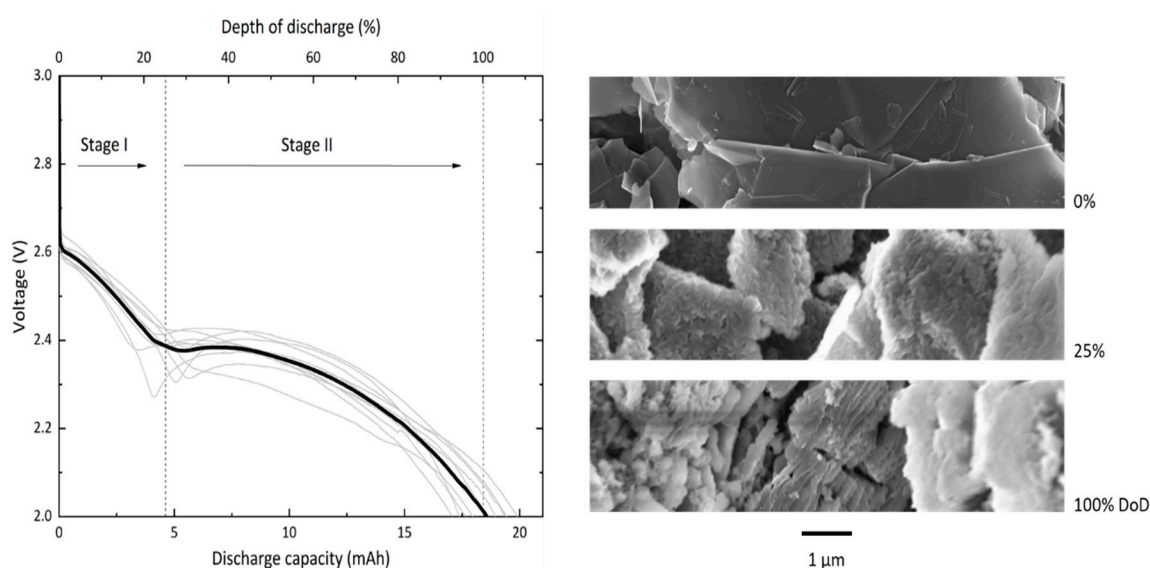 Depth of discharge (%)
0 20 40 60 80 100
3.0
2.8
2.6
2.4
2.2
2.0
Voltage (V)
Stage I
Stage II
0 5 10 15 20
Discharge capacity (mAh)
0%
25%
100% DoD
1 μm